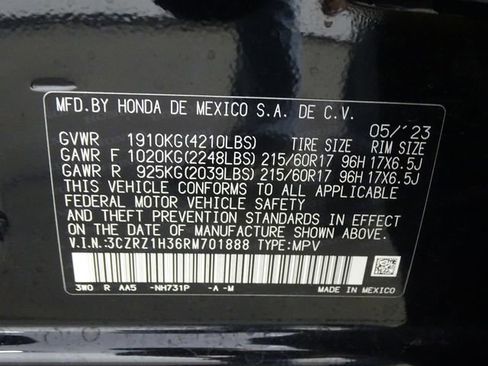 MFD.BY HONDA DE MEXICO S.A. DE C.V.
05/'23
GVWR 1910KG(4210LBS) TIRE SIZE RIM SIZE
GAWR F 1020KG(2248LBS) 215/60R17 96H 17X6.5J
GAWR R 925KG(2039LBS) 215/60R17 96H 17X6.5J
THIS VEHICLE CONFORMS TO ALL APPLICABLE
FEDERAL MOTOR VEHICLE SAFETY
AND THEFT PREVENTION STANDARDS IN EFFECT
ON THE DATE OF MANUFACTURE SHOWN ABOVE.
V.I.N:3CZRZ1H36RM701888 TYPE:MPV
3W0 R AA5 -NH731P -A -M
MADE IN MEXICO